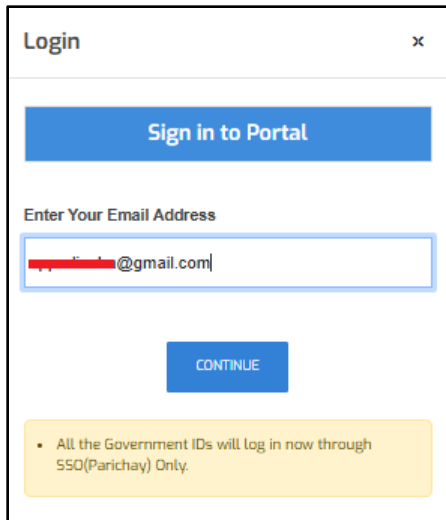 Login x
Sign in to Portal
Enter Your Email Address
@gmail.com
CONTINUE
• All the Government IDs will log in now through
SSO(Parichay) Only.